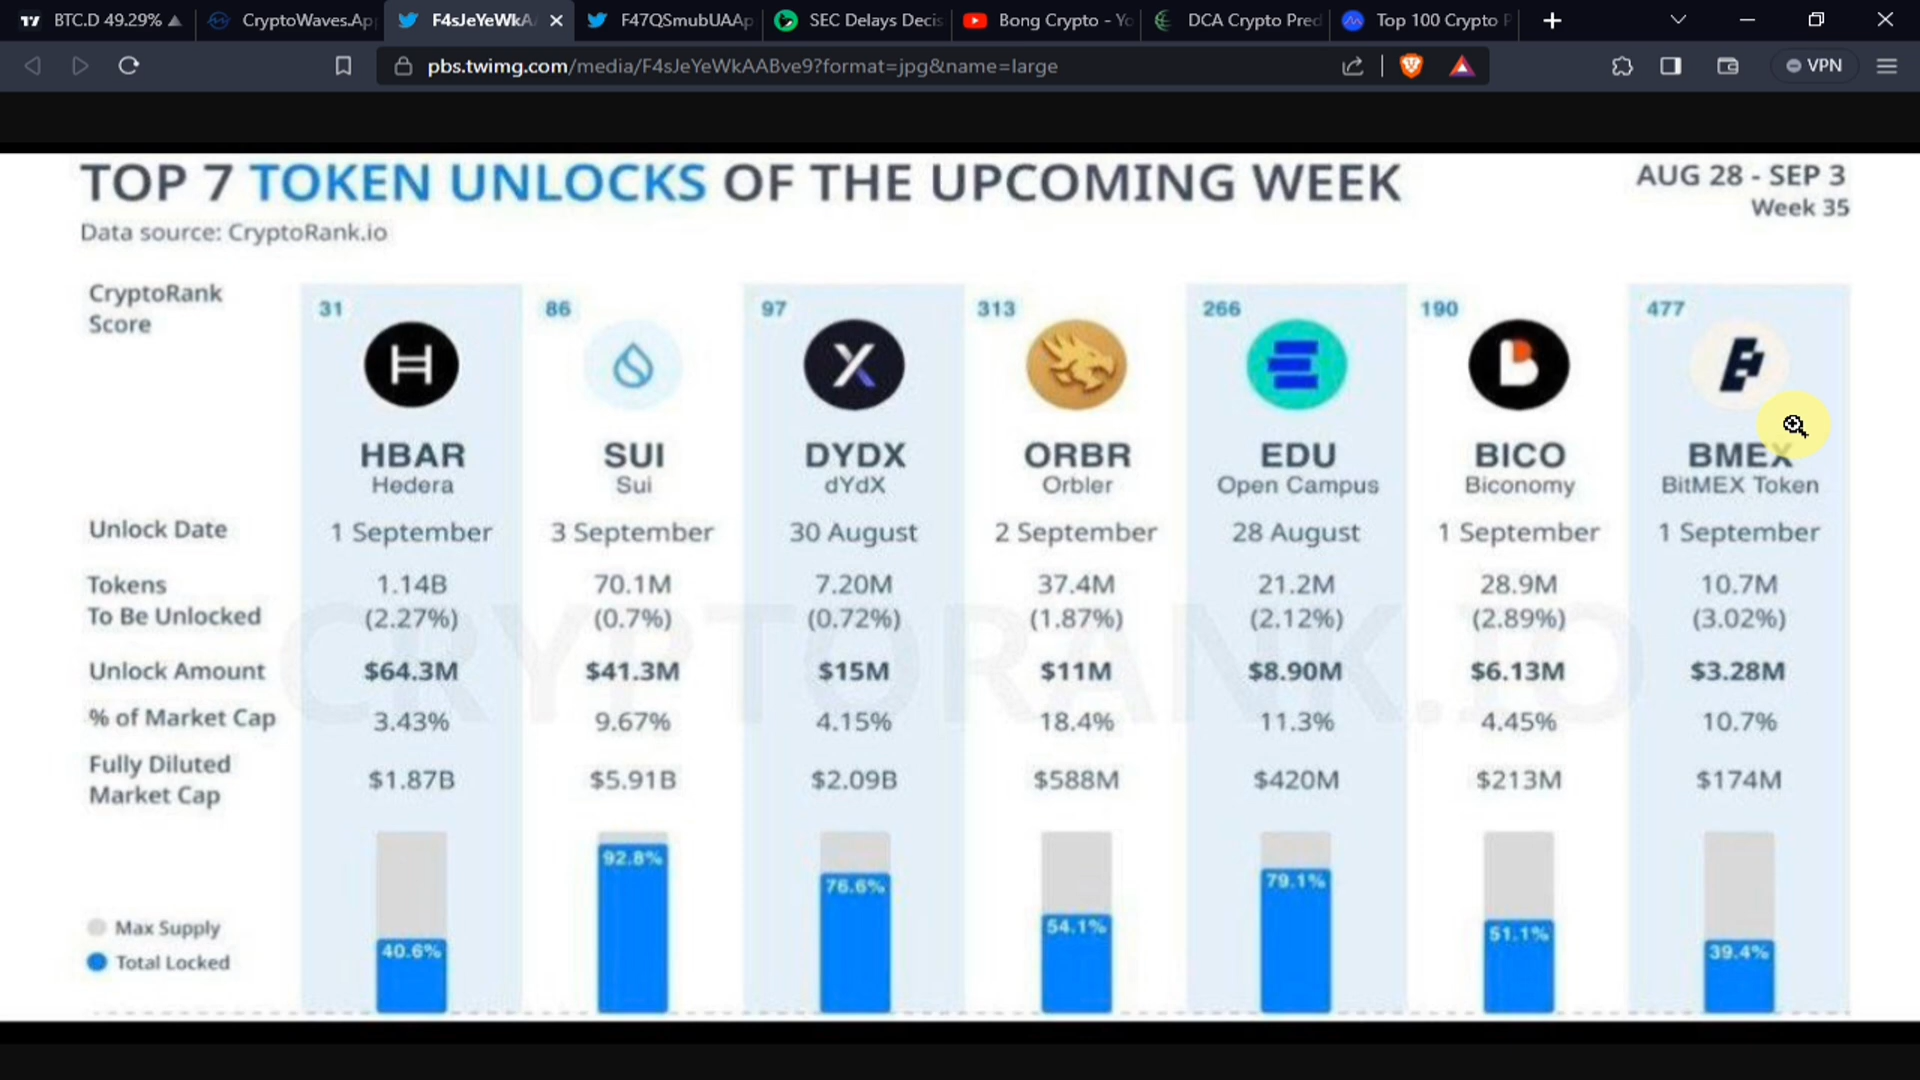 BTC.D 49.29% ▲
CryptoWaves.Ap
F4sJeYeWkA
F47QSmubUAAp
SEC Delays Decis
Bong Crypto - Yo
DCA Crypto Pred
Top 100 Crypto P
pbs.twimg.com/media/F4sJeYeWkAABve9?format=jpg&name=large
VPN
TOP 7 TOKEN UNLOCKS OF THE UPCOMING WEEK
AUG 28 - SEP 3
Week 35
Data source: CryptoRank.io
CryptoRank
Score
31 86 97 313 266 190 477
HBAR SUI DYDX ORBR EDU BICO BMEX
Hedera Sui dYdX Orbler Open Campus Biconomy BitMEX Token
Unlock Date 1 September 3 September 30 August 2 September 28 August 1 September 1 September
Tokens 1.14B 70.1M 7.20M 37.4M 21.2M 28.9M 10.7M
To Be Unlocked (2.27%) (0.7%) (0.72%) (1.87%) (2.12%) (2.89%) (3.02%)
Unlock Amount $64.3M $41.3M $15M $11M $8.90M $6.13M $3.28M
% of Market Cap 3.43% 9.67% 4.15% 18.4% 11.3% 4.45% 10.7%
Fully Diluted
Market Cap $1.87B $5.91B $2.09B $588M $420M $213M $174M
CRYPTORANK.IO
40.6% 92.8% 76.6% 54.1% 79.1% 51.1% 39.4%
Max Supply
Total Locked